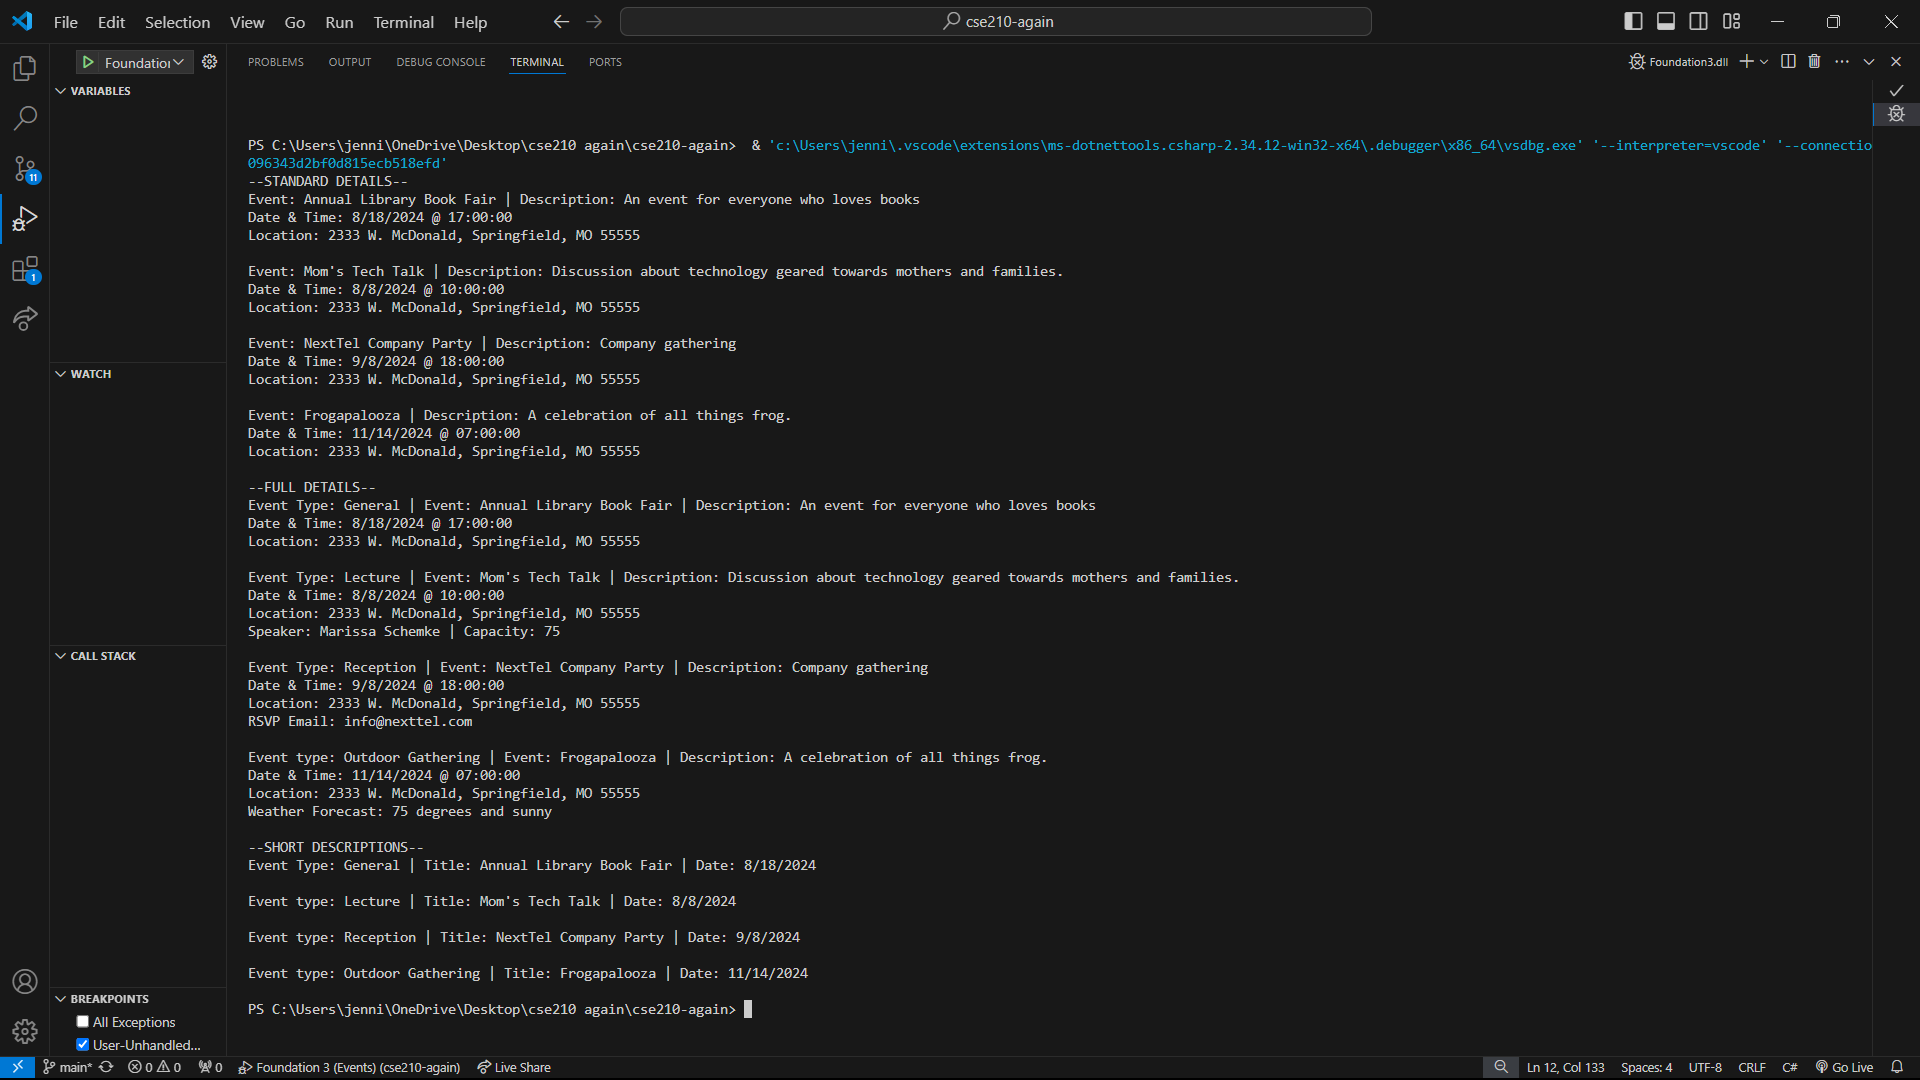 File Edit Selection View Go Run Terminal Help cse210-again
Foundation PROBLEMS OUTPUT DEBUG CONSOLE TERMINAL PORTS Foundation3.dll
VARIABLES
PS C:\Users\jenni\OneDrive\Desktop\cse210 again\cse210-again> & 'c:\Users\jenni\.vscode\extensions\ms-dotnettools.csharp-2.34.12-win32-x64\.debugger\x86_64\vsdbg.exe' '--interpreter=vscode' '--connectio
096343d2bf0d815ecb518efd'
--STANDARD DETAILS--
11
Event: Annual Library Book Fair | Description: An event for everyone who loves books
Date & Time: 8/18/2024 @ 17:00:00
Location: 2333 W. McDonald, Springfield, MO 55555
Event: Mom's Tech Talk | Description: Discussion about technology geared towards mothers and families.
1
Date & Time: 8/8/2024 @ 10:00:00
Location: 2333 W. McDonald, Springfield, MO 55555
Event: NextTel Company Party | Description: Company gathering
Date & Time: 9/8/2024 @ 18:00:00
WATCH
Location: 2333 W. McDonald, Springfield, MO 55555
Event: Frogapalooza | Description: A celebration of all things frog.
Date & Time: 11/14/2024 @ 07:00:00
Location: 2333 W. McDonald, Springfield, MO 55555
--FULL DETAILS--
Event Type: General | Event: Annual Library Book Fair | Description: An event for everyone who loves books
Date & Time: 8/18/2024 @ 17:00:00
Location: 2333 W. McDonald, Springfield, MO 55555
Event Type: Lecture | Event: Mom's Tech Talk | Description: Discussion about technology geared towards mothers and families.
Date & Time: 8/8/2024 @ 10:00:00
Location: 2333 W. McDonald, Springfield, MO 55555
Speaker: Marissa Schemke | Capacity: 75
CALL STACK
Event Type: Reception | Event: NextTel Company Party | Description: Company gathering
Date & Time: 9/8/2024 @ 18:00:00
Location: 2333 W. McDonald, Springfield, MO 55555
RSVP Email: info@nexttel.com
Event type: Outdoor Gathering | Event: Frogapalooza | Description: A celebration of all things frog.
Date & Time: 11/14/2024 @ 07:00:00
Location: 2333 W. McDonald, Springfield, MO 55555
Weather Forecast: 75 degrees and sunny
--SHORT DESCRIPTIONS--
Event Type: General | Title: Annual Library Book Fair | Date: 8/18/2024
Event type: Lecture | Title: Mom's Tech Talk | Date: 8/8/2024
Event type: Reception | Title: NextTel Company Party | Date: 9/8/2024
Event type: Outdoor Gathering | Title: Frogapalooza | Date: 11/14/2024
BREAKPOINTS
PS C:\Users\jenni\OneDrive\Desktop\cse210 again\cse210-again>
All Exceptions
User-Unhandled...
main* 0 0 0 Foundation 3 (Events) (cse210-again) Live Share Ln 12, Col 133 Spaces: 4 UTF-8 CRLF C# Go Live